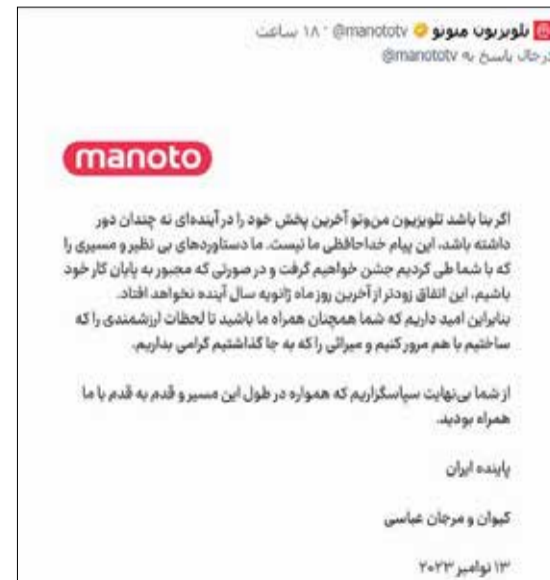 تلویزیون منوتو @manototv · ۱۸ ساعت
درحال پاسخ به @manototv
manoto
اگر بنا باشد تلویزیون من‌وتو آخرین پخش خود را در آینده‌ای نه چندان دور
داشته باشد، این پیام خداحافظی ما نیست. ما دستاوردهای بی نظیر و مسیری را
که با شما طی کردیم جشن خواهیم گرفت و در صورتی که مجبور به پایان کار خود
باشیم، این اتفاق زودتر از آخرین روز ماه ژانویه سال آینده نخواهد افتاد.
بنابراین امید داریم که شما همچنان همراه ما باشید تا لحظات ارزشمندی را که
ساختیم با هم مرور کنیم و میراثی را که به جا گذاشتیم گرامی بداریم.
از شما بی‌نهایت سپاسگزاریم که همواره در طول این مسیر و قدم به قدم با ما
همراه بودید.
پاینده ایران
کیوان و مرجان عباسی
۱۳ نوامبر ۲۰۲۳